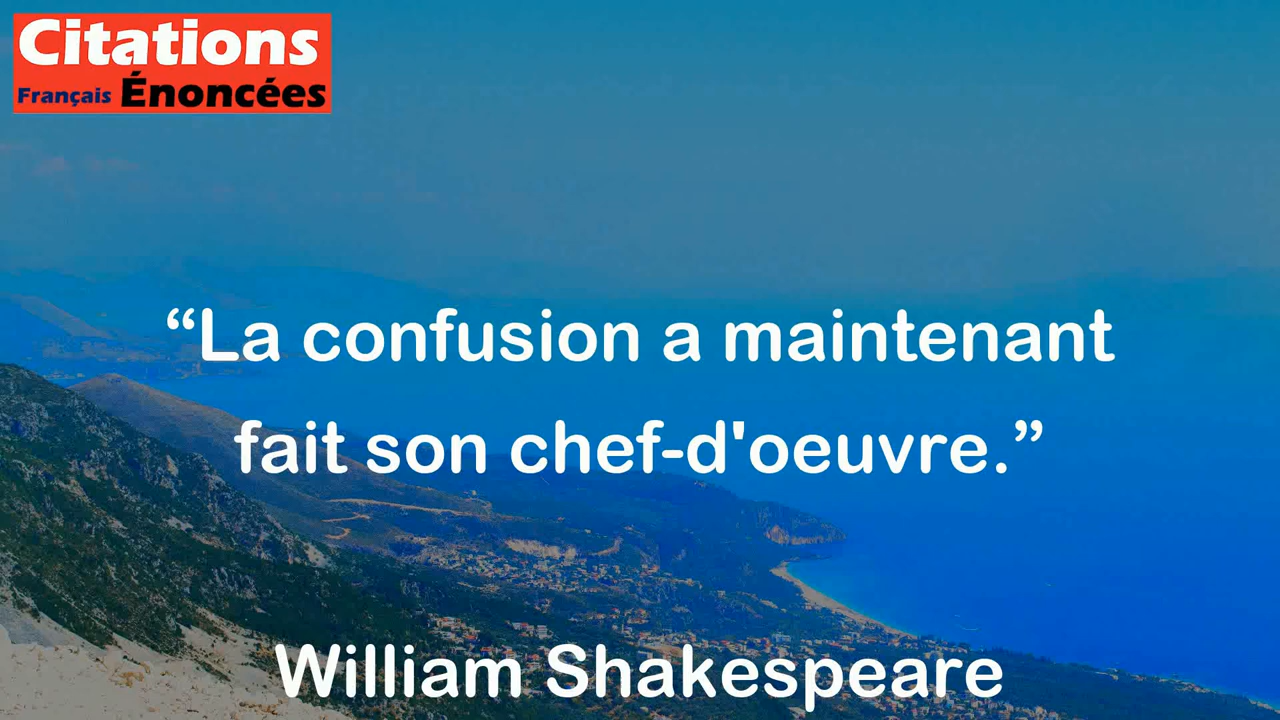 Citations
Français Énoncées
“La confusion a maintenant
fait son chef-d'oeuvre.”
William Shakespeare